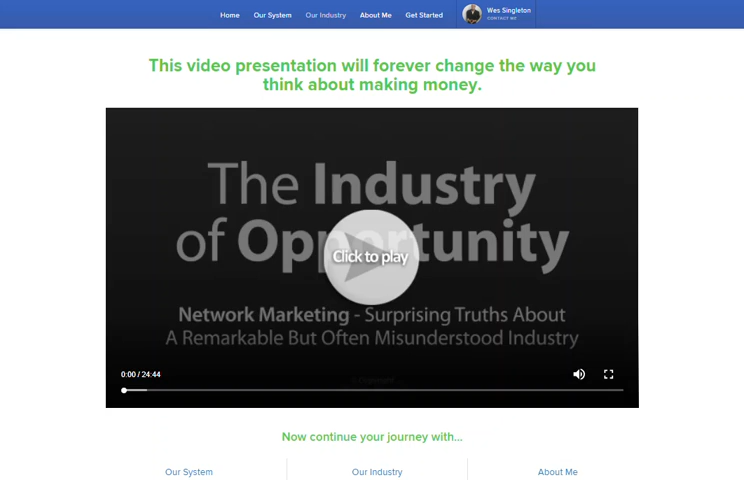 Home Our System Our Industry About Me Get Started Wes Singleton
CONTACT ME
This video presentation will forever change the way you
think about making money.
The Industry
of Opportunity
Click to play
Network Marketing - Surprising Truths About
A Remarkable But Often Misunderstood Industry
0:00 / 24:44
Now continue your journey with...
Our System Our Industry About Me